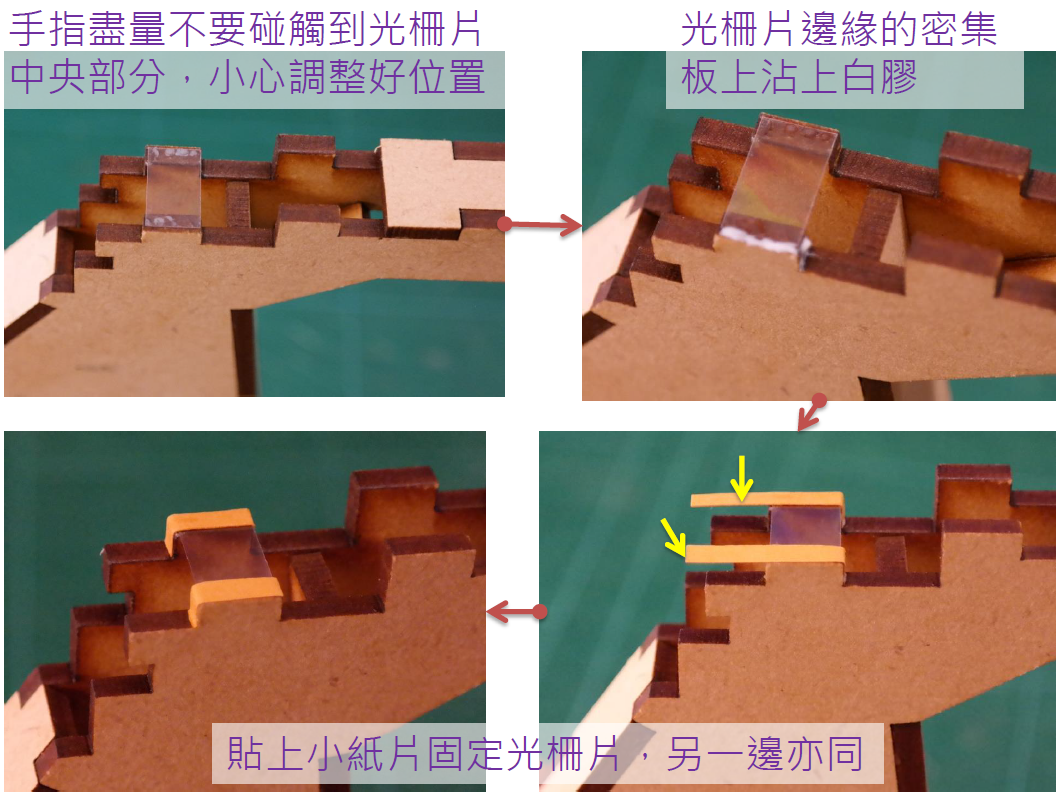 手指盡量不要碰觸到光柵片
中央部分，小心調整好位置
光柵片邊緣的密集
板上沾上白膠
貼上小紙片固定光柵片，另一邊亦同